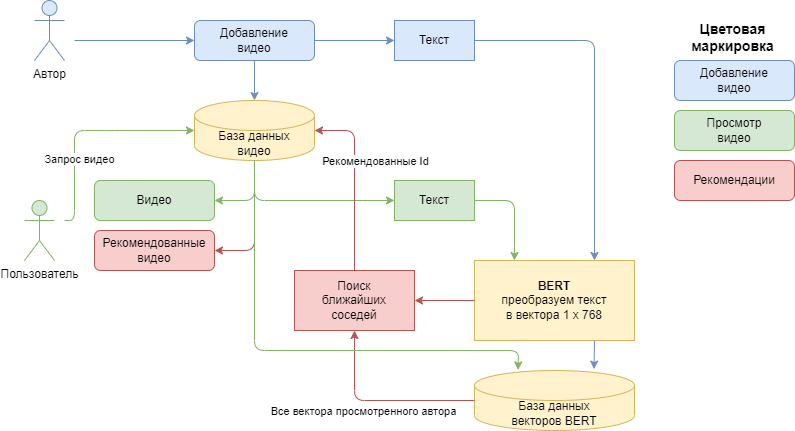 Автор
Добавление
видео
Текст
Цветовая
маркировка
Добавление
видео
Просмотр
видео
Рекомендации
База данных
видео
Запрос видео
Рекомендованные Id
Видео
Текст
Рекомендованные
видео
Пользователь
Поиск
ближайших
соседей
BERT
преобразуем текст
в вектора 1 x 768
Все вектора просмотренного автора
База данных
векторов BERT